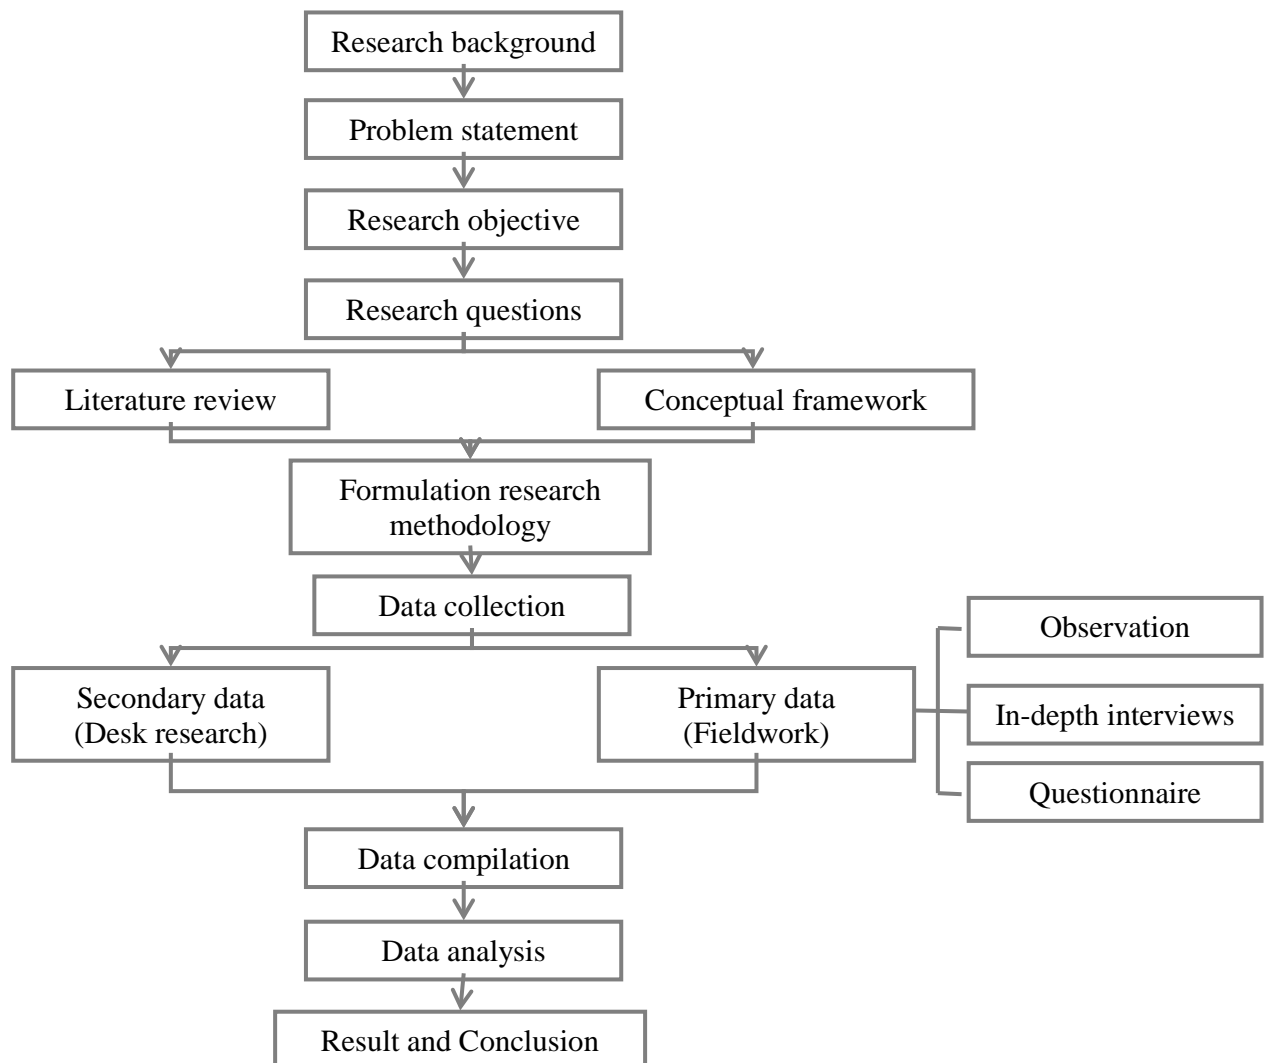 Research background
Problem statement
Research objective
Research questions
Literature review
Conceptual framework
Formulation research
methodology
Data collection
Secondary data
(Desk research)
Primary data
(Fieldwork)
Observation
In-depth interviews
Questionnaire
Data compilation
Data analysis
Result and Conclusion